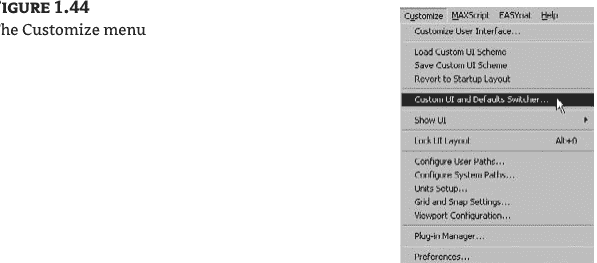 FIGURE 1.44
The Customize menu
Customize MAXScript EASYnat Help
Customize User Interface...
Load Custom UI Scheme
Save Custom UI Scheme
Revert to Startup Layout
Custom UI and Defaults Switcher...
Show UI
Lock UI Layout Alt+0
Configure User Paths...
Configure System Paths...
Units Setup...
Grid and Snap Settings...
Viewport Configuration...
Plug-in Manager...
Preferences...